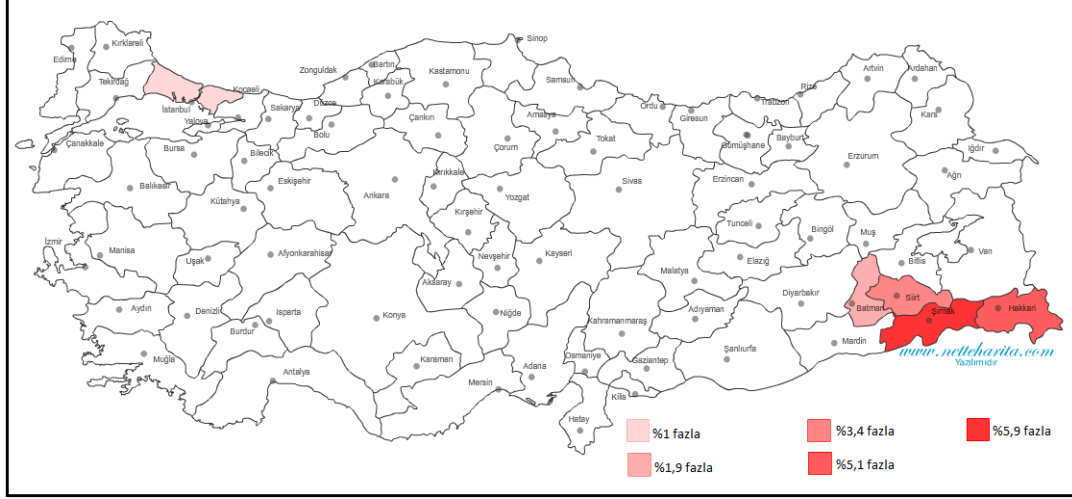 Sinop
Kırklareli
Edirne
Bartın
Zonguldak
Kastamonu
Karabük
Artvin
Ardahan
Tekirdağ
Kocaeli
Samsun
Rize
Trabzon
İstanbul
Sakarya
Düzce
Ordu
Giresun
Kars
Yalova
Çankırı
Amasya
Bolu
Tokat
Çorum
Bayburt
Gümüşhane
Çanakkale
Bursa
Bilecik
Iğdır
Erzurum
Kırıkkale
Ağrı
Erzincan
Balıkesir
Eskişehir
Ankara
Yozgat
Sivas
Kütahya
Kırşehir
Tunceli
Bingöl
Muş
İzmir
Manisa
Uşak
Afyonkarahisar
Nevşehir
Kayseri
Elazığ
Bitlis
Van
Malatya
Aksaray
Diyarbakır
Batman
Siirt
Aydın
Denizli
Isparta
Konya
Niğde
Adıyaman
Şırnak
Hakkari
Burdur
Kahramanmaraş
Mardin
www.nettcharita.com
Yazılımıdır
Muğla
Karaman
Osmaniye
Gaziantep
Şanlıurfa
Antalya
Mersin
Adana
Kilis
Hatay
%1 fazla
%3,4 fazla
%5,9 fazla
%1,9 fazla
%5,1 fazla